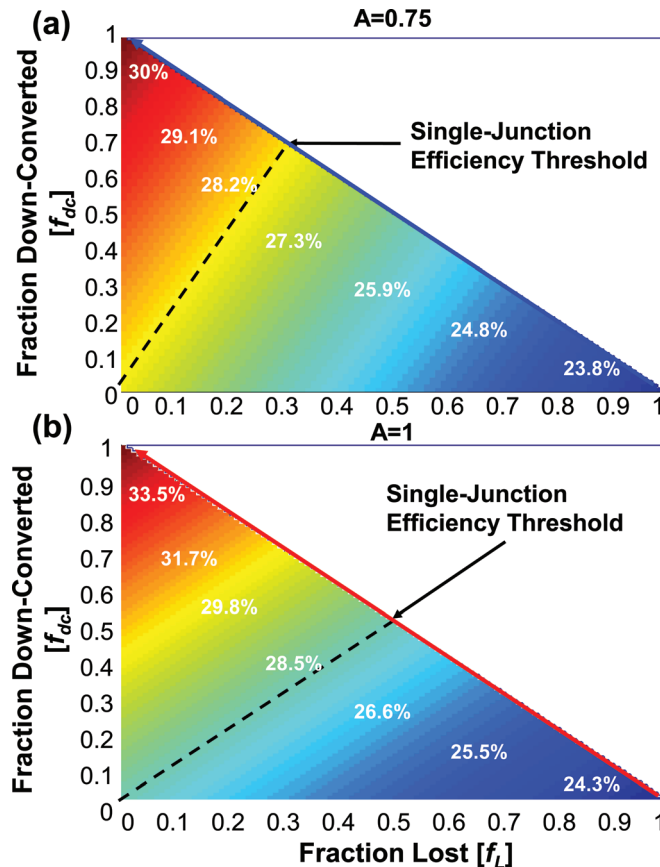 (a)
A=0.75
1
0.9
0.8
0.7
0.6
0.5
0.4
0.3
0.2
0.1
0
Fraction Down-Converted
[fdc]
30%
29.1%
28.2%
27.3%
25.9%
24.8%
23.8%
Single-Junction
Efficiency Threshold
0 0.1 0.2 0.3 0.4 0.5 0.6 0.7 0.8 0.9 1
(b)
A=1
1
0.9
0.8
0.7
0.6
0.5
0.4
0.3
0.2
0.1
0
Fraction Down-Converted
[fdc]
33.5%
31.7%
29.8%
28.5%
26.6%
25.5%
24.3%
Single-Junction
Efficiency Threshold
0 0.1 0.2 0.3 0.4 0.5 0.6 0.7 0.8 0.9 1
Fraction Lost [fL]